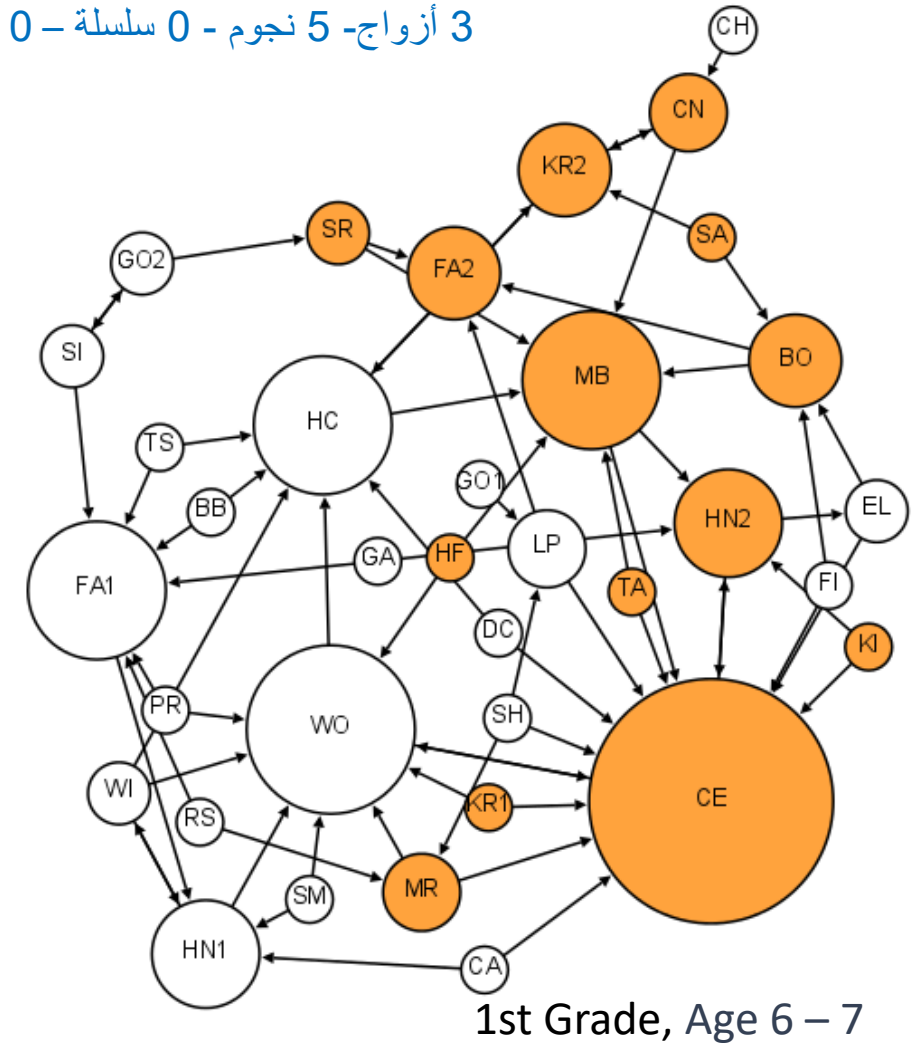 3 أزواج- 5 نجوم - 0 سلسلة – 0
CH
CN
KR2
SR
SA
GO2
FA2
SI
BO
MB
HC
TS
GO1
BB
EL
HN2
LP
HF
GA
FA1
FI
TA
DC
KI
PR
SH
WO
WI
CE
KR1
RS
MR
SM
HN1
CA
1st Grade, Age 6 – 7